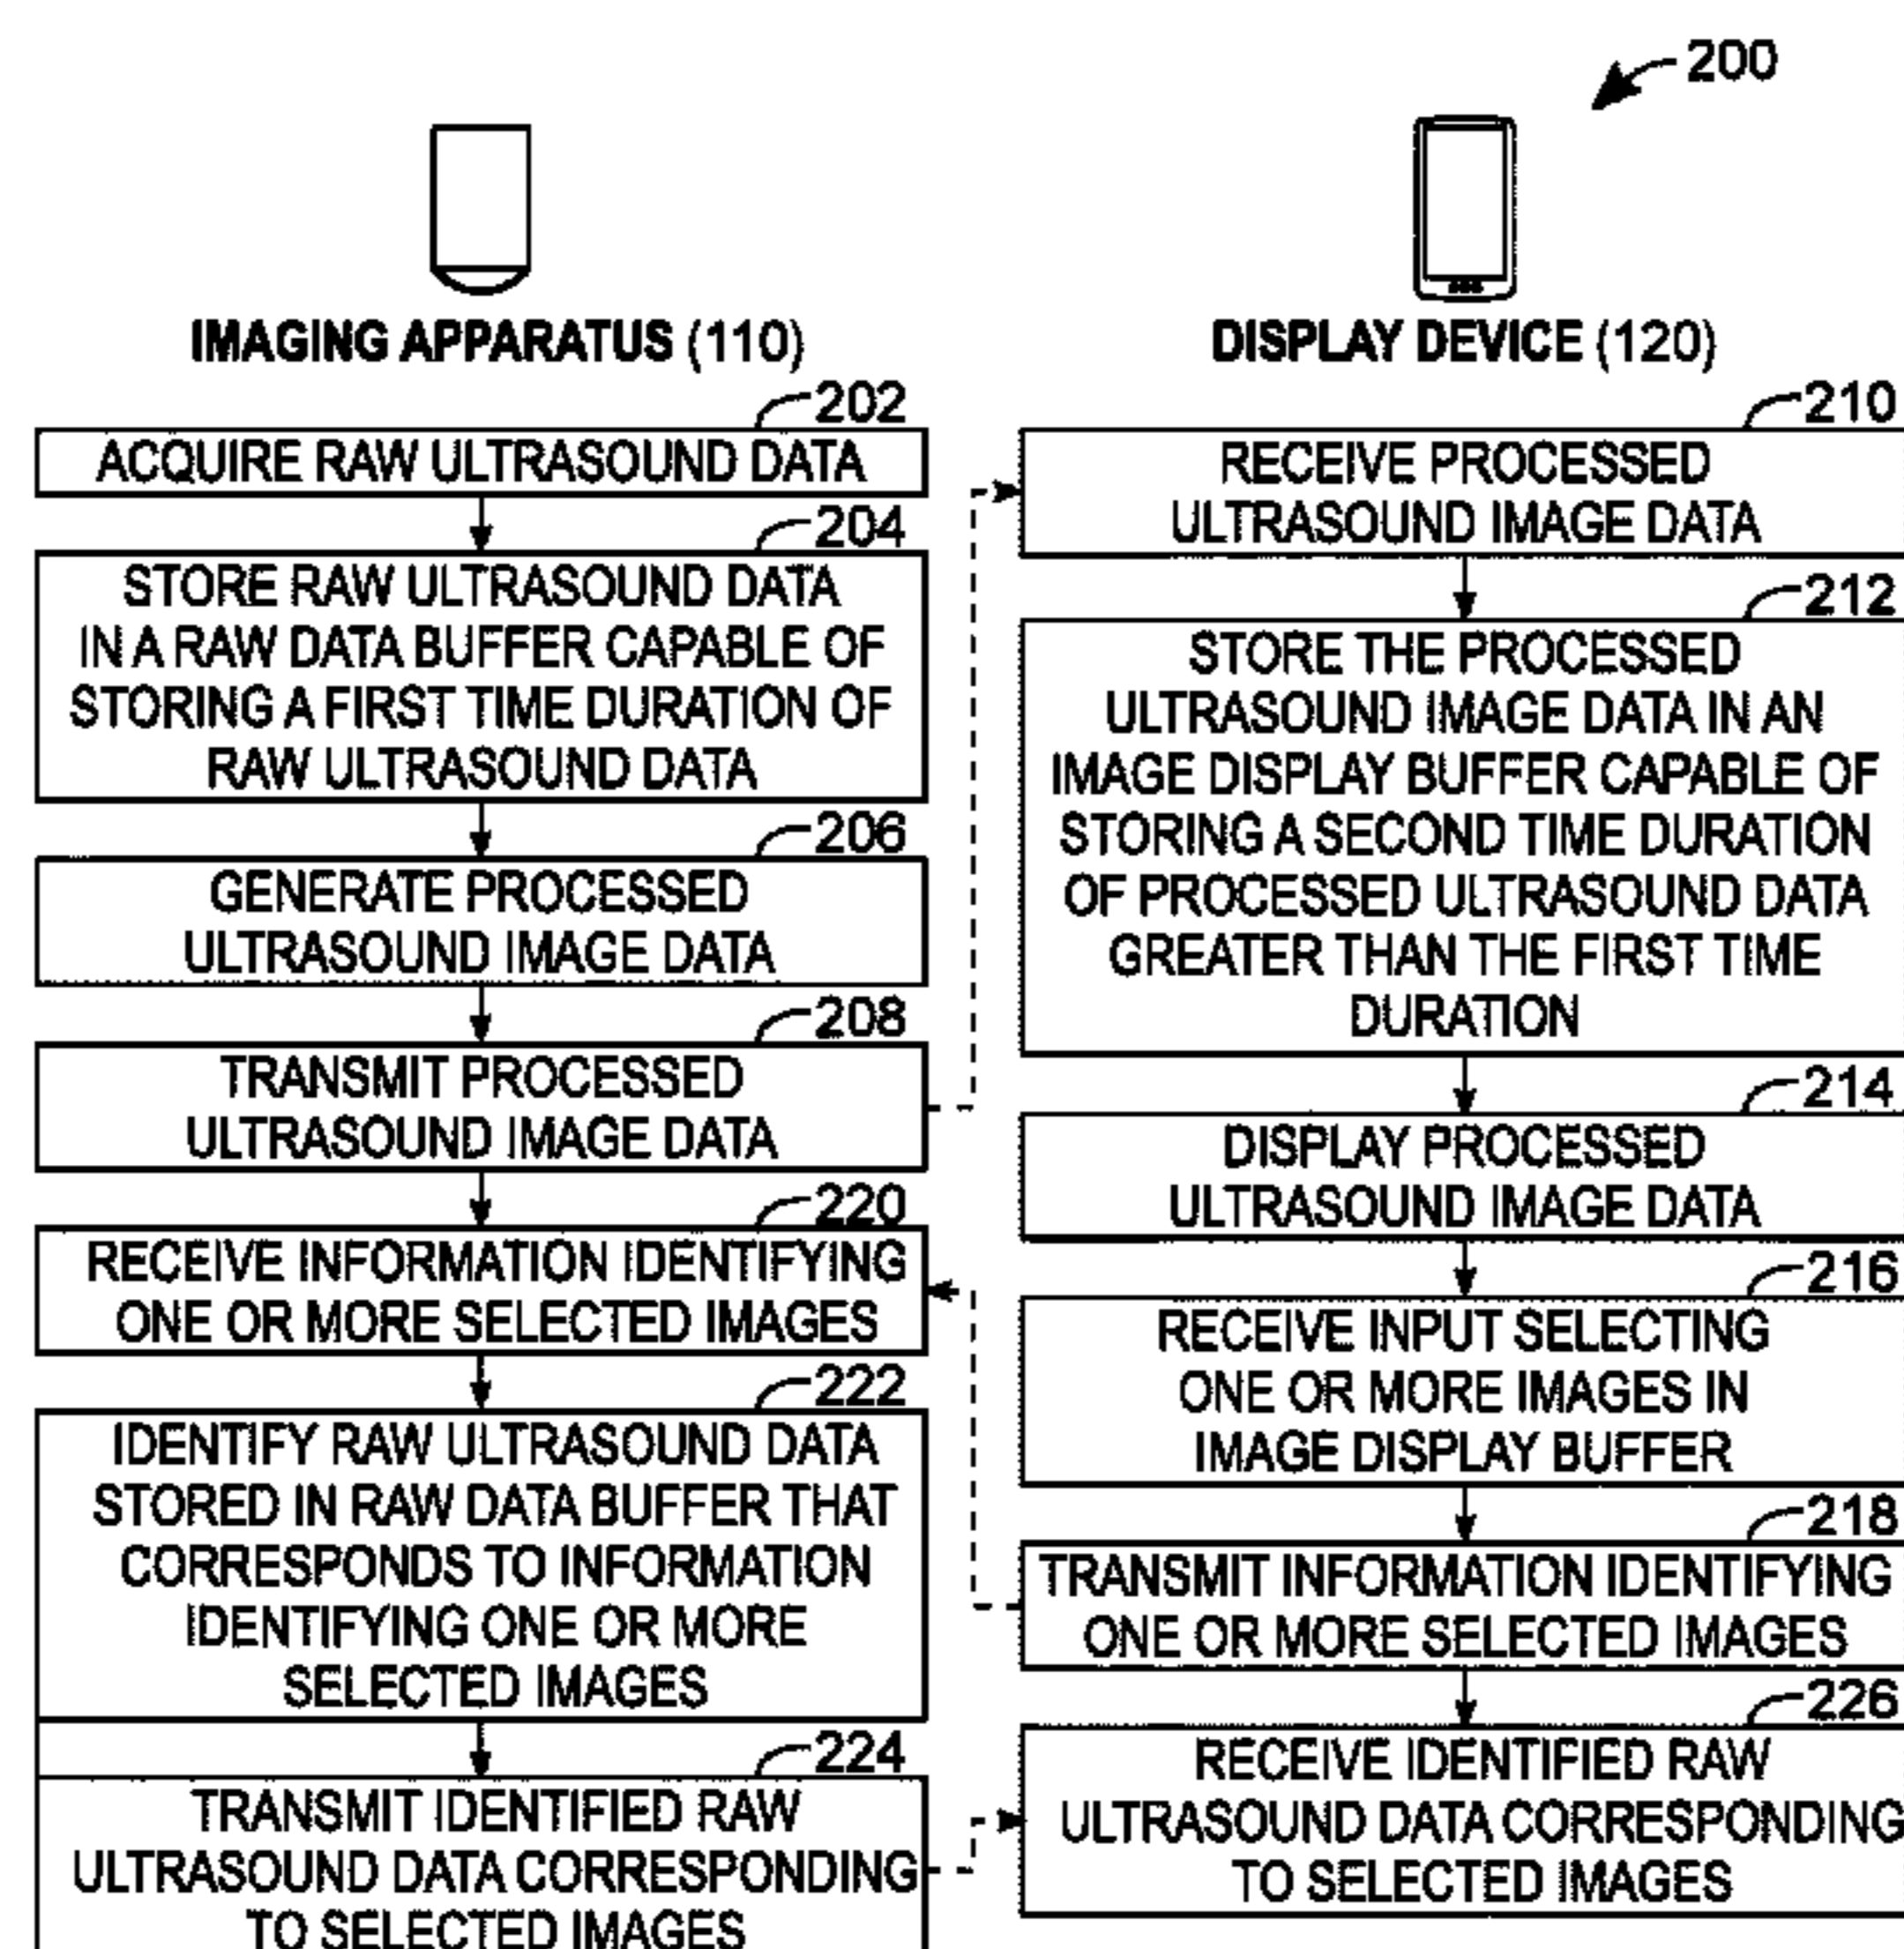 200
IMAGING APPARATUS (110)
202
ACQUIRE RAW ULTRASOUND DATA
204
STORE RAW ULTRASOUND DATA
IN A RAW DATA BUFFER CAPABLE OF
STORING A FIRST TIME DURATION OF
RAW ULTRASOUND DATA
206
GENERATE PROCESSED
ULTRASOUND IMAGE DATA
208
TRANSMIT PROCESSED
ULTRASOUND IMAGE DATA
220
RECEIVE INFORMATION IDENTIFYING
ONE OR MORE SELECTED IMAGES
222
IDENTIFY RAW ULTRASOUND DATA
STORED IN RAW DATA BUFFER THAT
CORRESPONDS TO INFORMATION
IDENTIFYING ONE OR MORE
SELECTED IMAGES
224
TRANSMIT IDENTIFIED RAW
ULTRASOUND DATA CORRESPONDING
TO SELECTED IMAGES
DISPLAY DEVICE (120)
210
RECEIVE PROCESSED
ULTRASOUND IMAGE DATA
212
STORE THE PROCESSED
ULTRASOUND IMAGE DATA IN AN
IMAGE DISPLAY BUFFER CAPABLE OF
STORING A SECOND TIME DURATION
OF PROCESSED ULTRASOUND DATA
GREATER THAN THE FIRST TIME
DURATION
214
DISPLAY PROCESSED
ULTRASOUND IMAGE DATA
216
RECEIVE INPUT SELECTING
ONE OR MORE IMAGES IN
IMAGE DISPLAY BUFFER
218
TRANSMIT INFORMATION IDENTIFYING
ONE OR MORE SELECTED IMAGES
226
RECEIVE IDENTIFIED RAW
ULTRASOUND DATA CORRESPONDING
TO SELECTED IMAGES